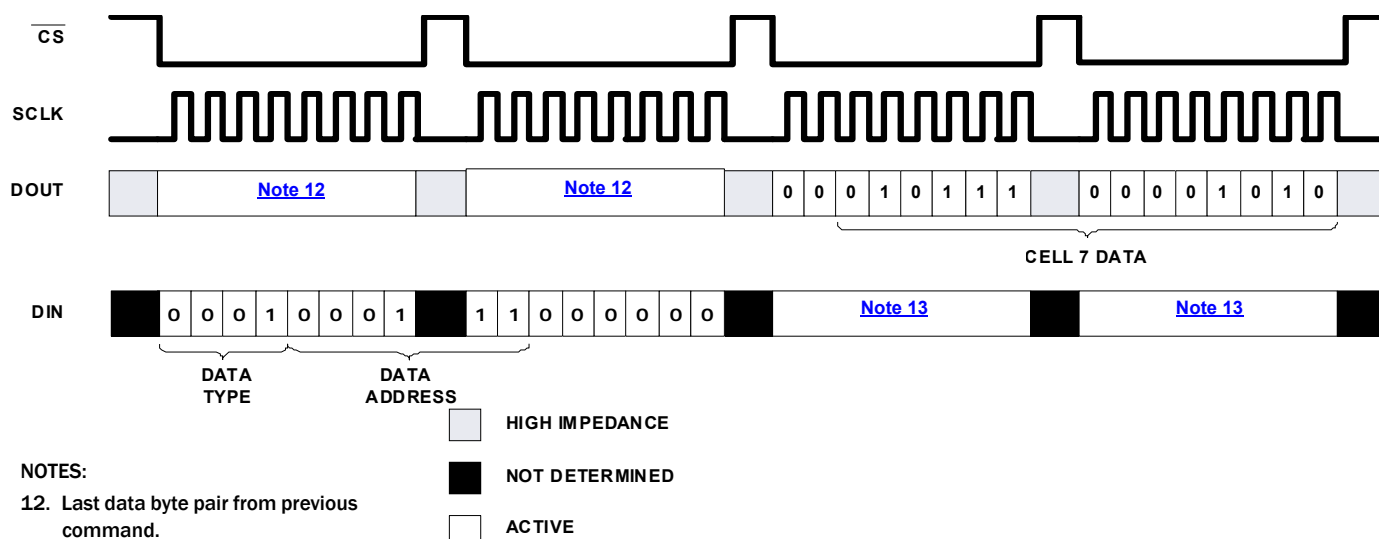 CS
SCLK
DOUT Note 12 Note 12 0 0 0 1 0 1 1 1 0 0 0 0 1 0 1 0
CELL 7 DATA
DIN 0 0 0 1 0 0 0 1 1 1 0 0 0 0 0 0 Note 13 Note 13
DATA TYPE
DATA ADDRESS
HIGH IMPEDANCE
NOT DETERMINED
ACTIVE
NOTES:
12. Last data byte pair from previous
command.